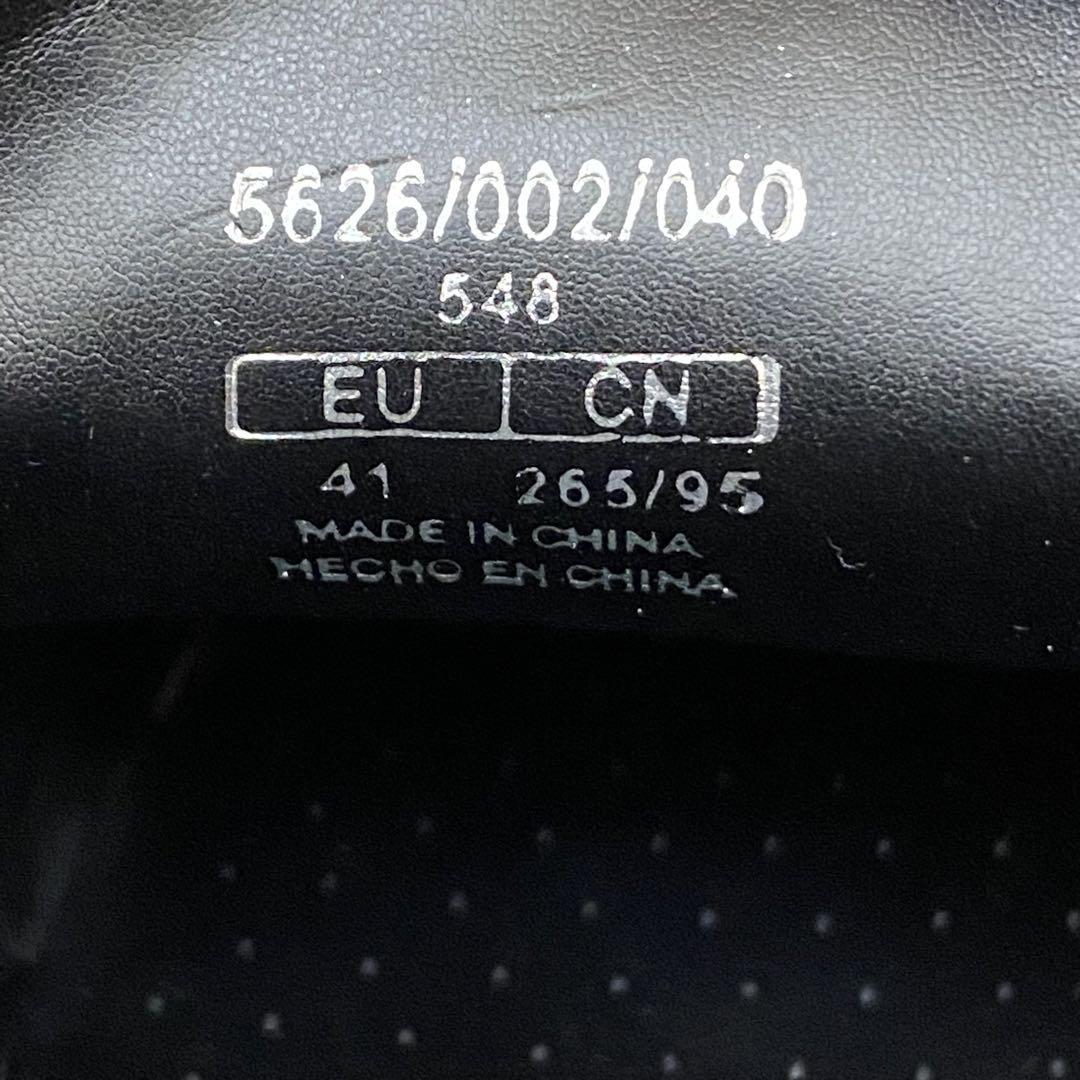 5626/002/040
548
EU CN
41 265/95
MADE IN CHINA
HECHO EN CHINA